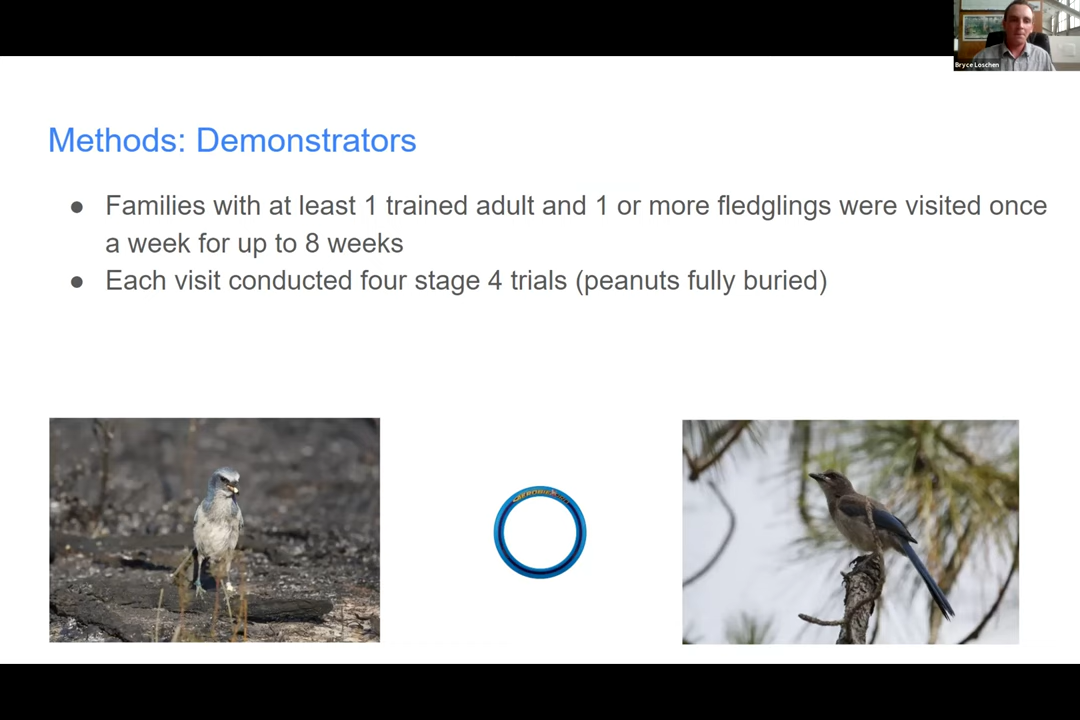 Bryce Loschen
Methods: Demonstrators
● Families with at least 1 trained adult and 1 or more fledglings were visited once
a week for up to 8 weeks
● Each visit conducted four stage 4 trials (peanuts fully buried)